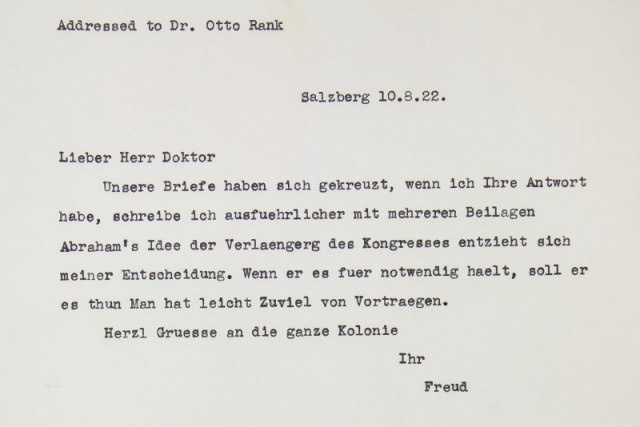 Addressed to Dr. Otto Rank
Salzberg 10.8.22.
Lieber Herr Doktor
Unsere Briefe haben sich gekreuzt, wenn ich Ihre Antwort
habe, schreibe ich ausfuehrlicher mit mehreren Beilagen
Abraham's Idee der Verlaengerg des Kongresses entzieht sich
meiner Entscheidung. Wenn er es fuer notwendig haelt, soll er
es thun Man hat leicht Zuviel von Vortraegen.
Herzl Gruesse an die ganze Kolonie
Ihr
Freud